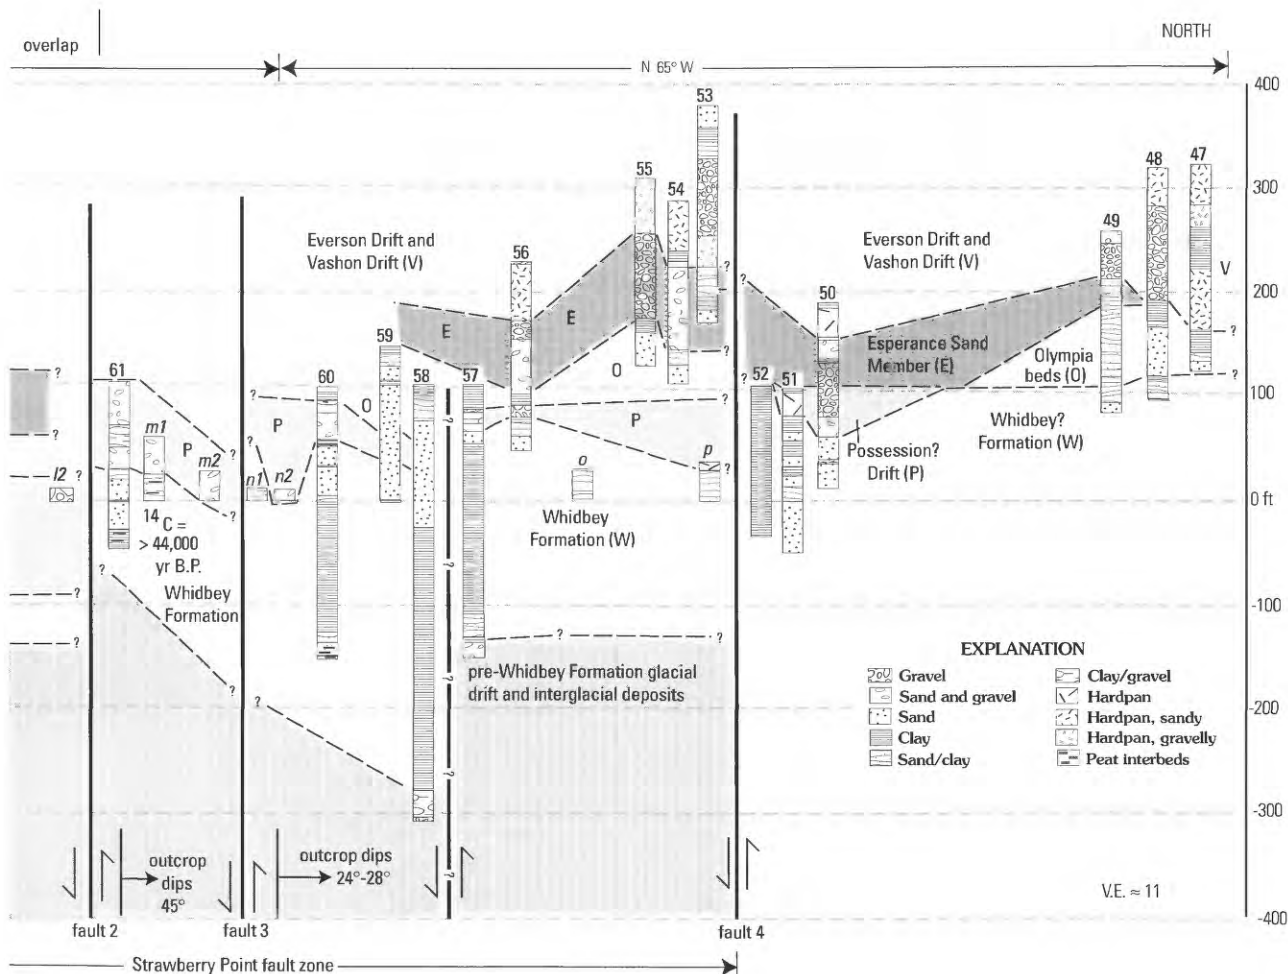 overlap
NORTH
N 65° W
400
53
55
54
48
47
300
56
49
Everson Drift and
Vashon Drift (V)
Everson Drift and
Vashon Drift (V)
V
?
?
50
200
59
E
E
?
Esperance Sand
Member (E)
Olympia
beds (O)
61
60
58
57
O
?
?
?
?
52
51
?
100
O
m1
P
P
P
Whidbey?
Formation (W)
m2
p
Possession?
Drift (P)
?
?
?
l2
n1
n2
o
?
?
0 ft
14C =
> 44,000
yr B.P.
Whidbey
Formation (W)
?
?
Whidbey
Formation
?
?
-100
?
?
?
EXPLANATION
pre-Whidbey Formation glacial
drift and interglacial deposits
Gravel
Clay/gravel
Sand and gravel
Hardpan
?
?
-200
Sand
Hardpan, sandy
Clay
Hardpan, gravelly
Sand/clay
Peat interbeds
?
-300
outcrop
dips
45°
outcrop dips
24°-28°
?
V.E. ≈ 11
-400
fault 2
fault 3
fault 4
Strawberry Point fault zone